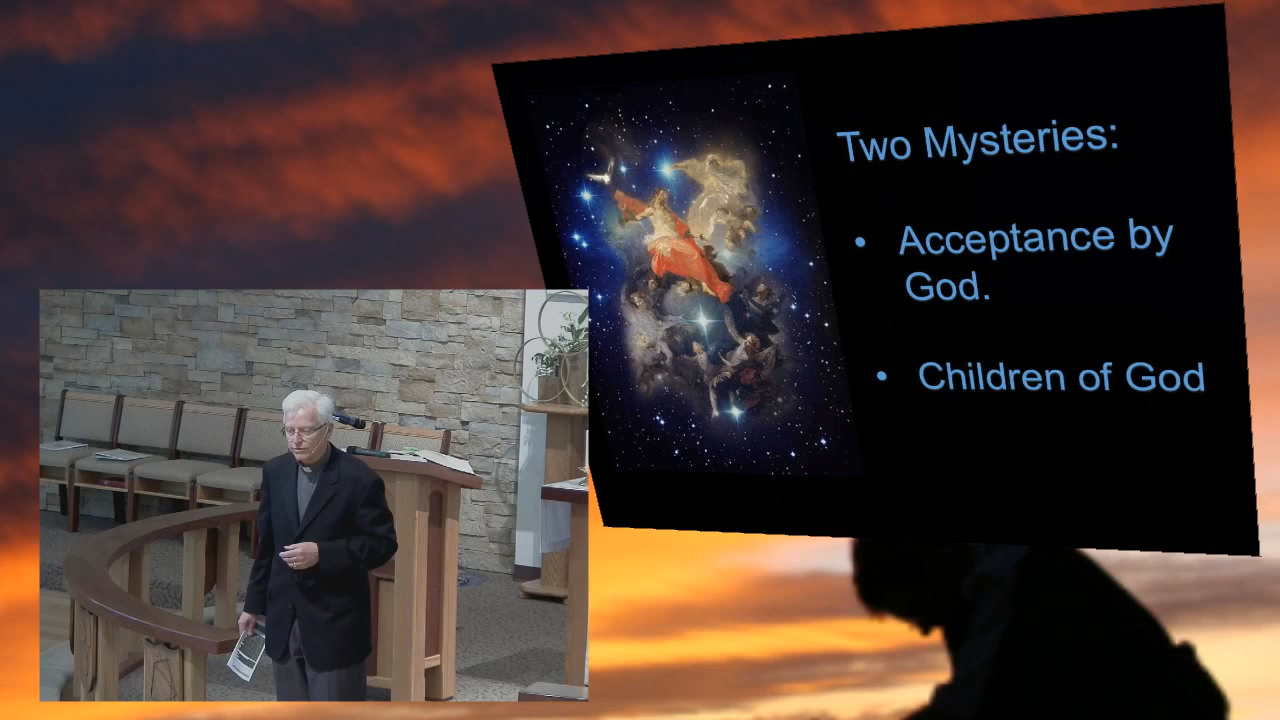 Two Mysteries:
• Acceptance by
God.
• Children of God